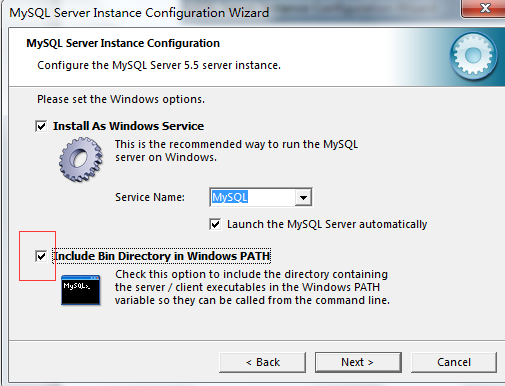 MySQL Server Instance Configuration Wizard
MySQL Server Instance Configuration
Configure the MySQL Server 5.5 server instance.
Please set the Windows options.
Install As Windows Service
This is the recommended way to run the MySQL
server on Windows.
Service Name:
MySQL
Launch the MySQL Server automatically
Include Bin Directory in Windows PATH
MySQL>_
Check this option to include the directory containing
the server / client executables in the Windows PATH
variable so they can be called from the command line.
< Back
Next >
Cancel